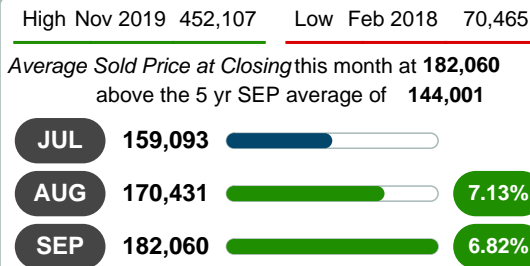 High Nov 2019 452,107 Low Feb 2018 70,465
Average Sold Price at Closing this month at 182,060
above the 5 yr SEP average of 144,001
JUL 159,093
AUG 170,431 7.13%
SEP 182,060 6.82%